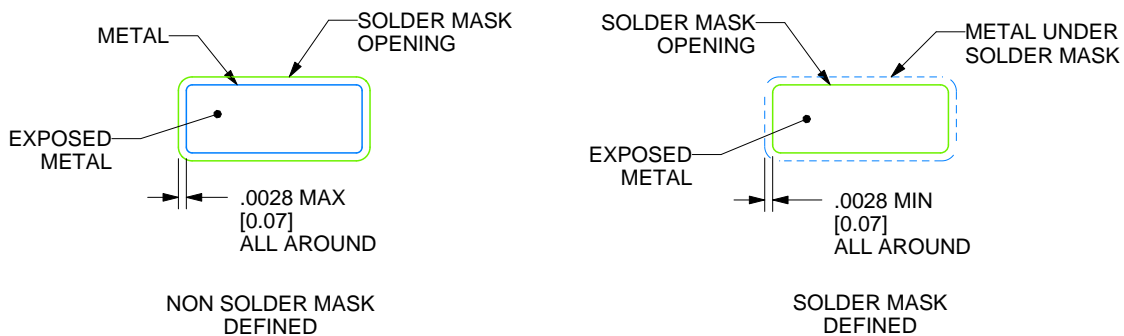 METAL
SOLDER MASK
OPENING
EXPOSED
METAL
.0028 MAX
[0.07]
ALL AROUND
NON SOLDER MASK
DEFINED
SOLDER MASK
OPENING
METAL UNDER
SOLDER MASK
EXPOSED
METAL
.0028 MIN
[0.07]
ALL AROUND
SOLDER MASK
DEFINED